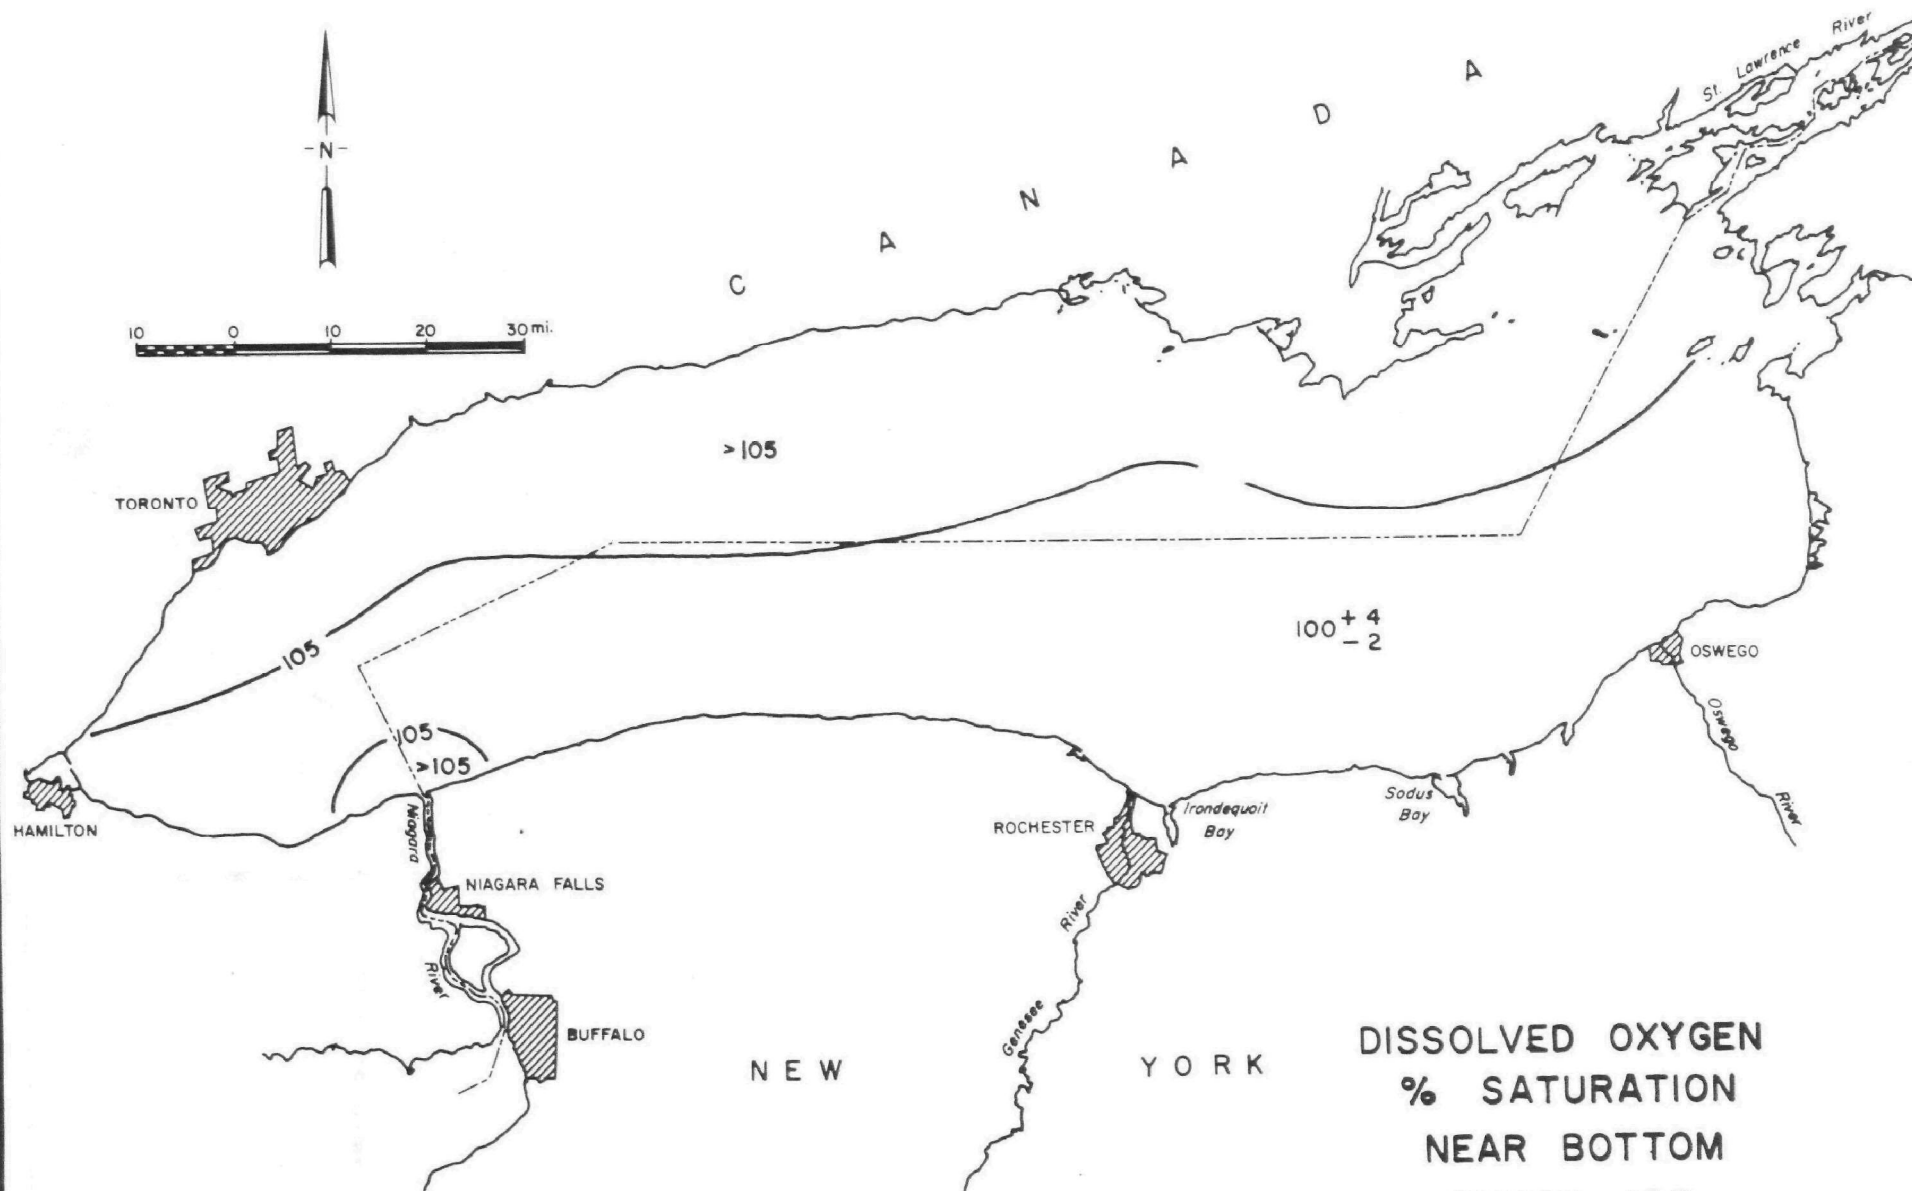 St. Lawrence River
C A N A D A
N
10 0 10 20 30 mi.
TORONTO
>105
105
100 + 4
- 2
OSWEGO
Oswego River
105
>105
HAMILTON
Niagara River
NIAGARA FALLS
BUFFALO
ROCHESTER
Irondequoit
Bay
Sodus
Bay
Genesee River
NEW YORK
DISSOLVED OXYGEN
% SATURATION
NEAR BOTTOM